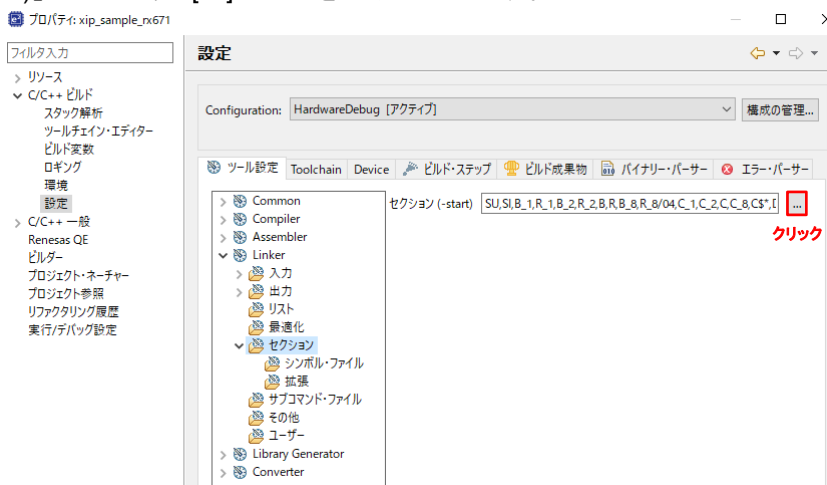 プロパティ: xip_sample_rx671
フィルタ入力
設定
リソース
C/C++ ビルド
スタック解析
ツールチェイン・エディター
ビルド変数
ロギング
環境
設定
C/C++ 一般
Renesas QE
ビルダー
プロジェクト・ネーチャー
プロジェクト参照
リファクタリング履歴
実行/デバッグ設定
Configuration: HardwareDebug [アクティブ] 構成の管理...
ツール設定 Toolchain Device ビルド・ステップ ビルド成果物 バイナリー・パーサー エラー・パーサー
Common
Compiler
Assembler
Linker
入力
出力
リスト
最適化
セクション
シンボル・ファイル
拡張
サブコマンド・ファイル
その他
ユーザー
Library Generator
Converter
セクション (-start) SU,SI,B_1,R_1,B_2,R_2,B,R,B_8,R_8/04,C_1,C_2,C,C_8,C$*, ...
クリック